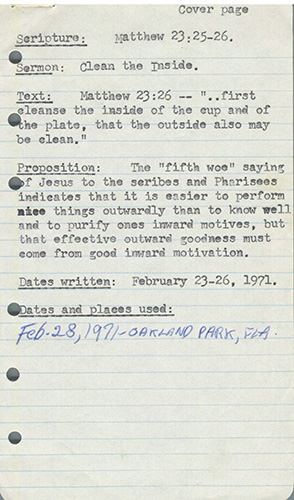 Cover page
Scripture: Matthew 23:25-26.
Sermon: Clean the Inside.
Text: Matthew 23:26 -- "..first
cleanse the inside of the cup and of
the plate, that the outside also may
be clean."
Proposition: The "fifth woe" saying
of Jesus to the scribes and Pharisees
indicates that it is easier to perform
nice things outwardly than to know well
and to purify ones inward motives, but
that effective outward goodness must
come from good inward motivation.
Dates written: February 23-26, 1971.
Dates and places used:
Feb. 28, 1971 - OAKLAND PARK, FLA.